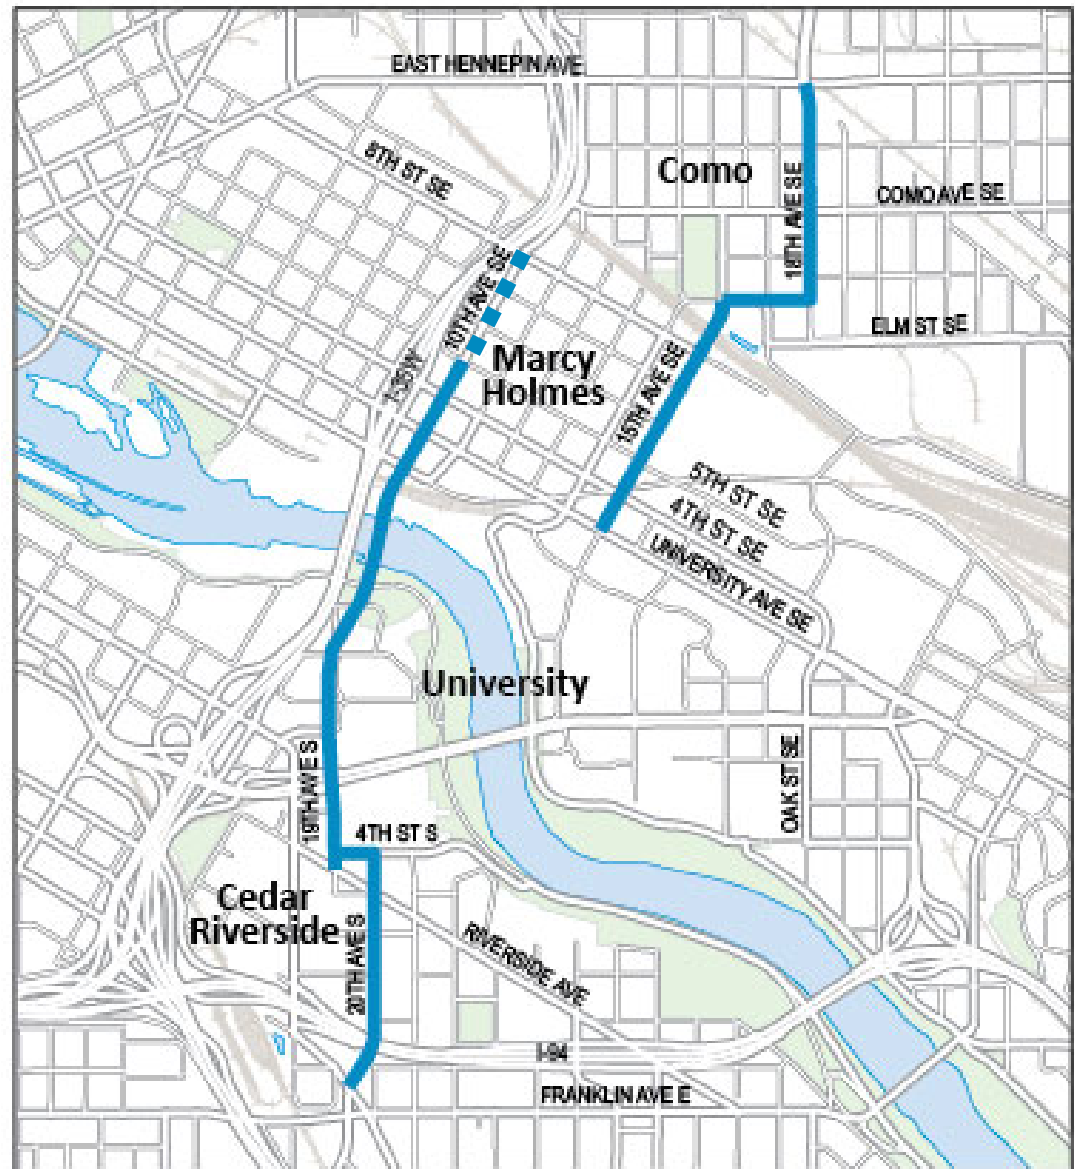 EAST HENNEPIN AVE
8TH ST SE
Como
18TH AVE SE
COMO AVE SE
10TH AVE SE
I-35W
Marcy
Holmes
15TH AVE SE
ELM ST SE
5TH ST SE
4TH ST SE
UNIVERSITY AVE SE
University
19TH AVE S
OAK ST SE
4TH ST S
Cedar
Riverside
20TH AVE S
RIVERSIDE AVE
I-94
FRANKLIN AVE E